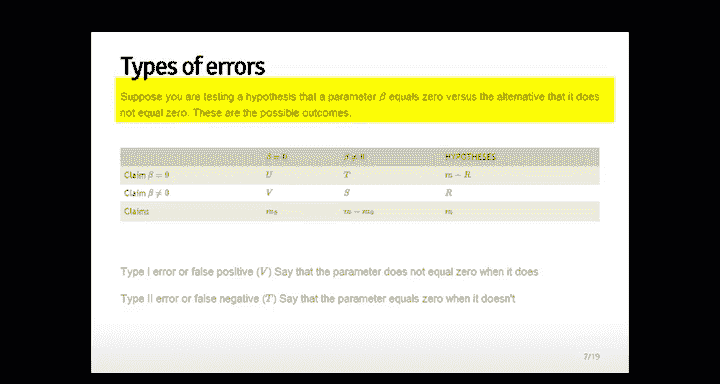 Types of errors
Suppose you are testing a hypothesis that a parameter β equals zero versus the alternative that it does
not equal zero. These are the possible outcomes.
β = 0 β ≠ 0 HYPOTHESES
Claim β = 0 U T m − R
Claim β ≠ 0 V S R
Claims m₀ m − m₀ m
Type I error or false positive (V) Say that the parameter does not equal zero when it does
Type II error or false negative (T) Say that the parameter equals zero when it doesn't
7/19